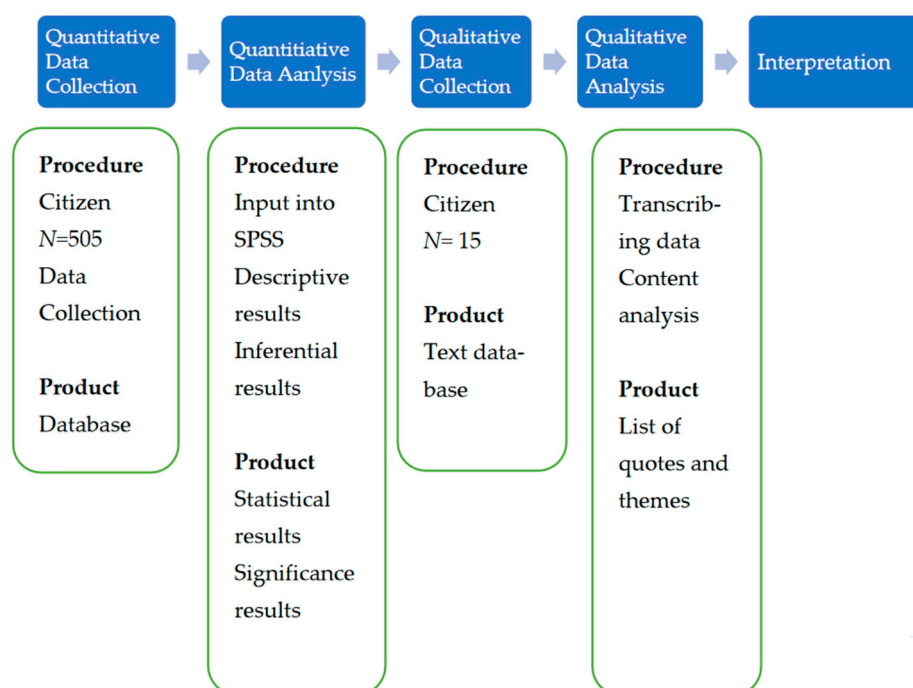 Quantitative
Data
Collection
Quantitiative
Data Aanlysis
Qualitative
Data
Collection
Qualitative
Data
Analysis
Interpretation
Procedure
Citizen
N=505
Data
Collection
Product
Database
Procedure
Input into
SPSS
Descriptive
results
Inferential
results
Product
Statistical
results
Significance
results
Procedure
Citizen
N= 15
Product
Text data-
base
Procedure
Transcrib-
ing data
Content
analysis
Product
List of
quotes and
themes